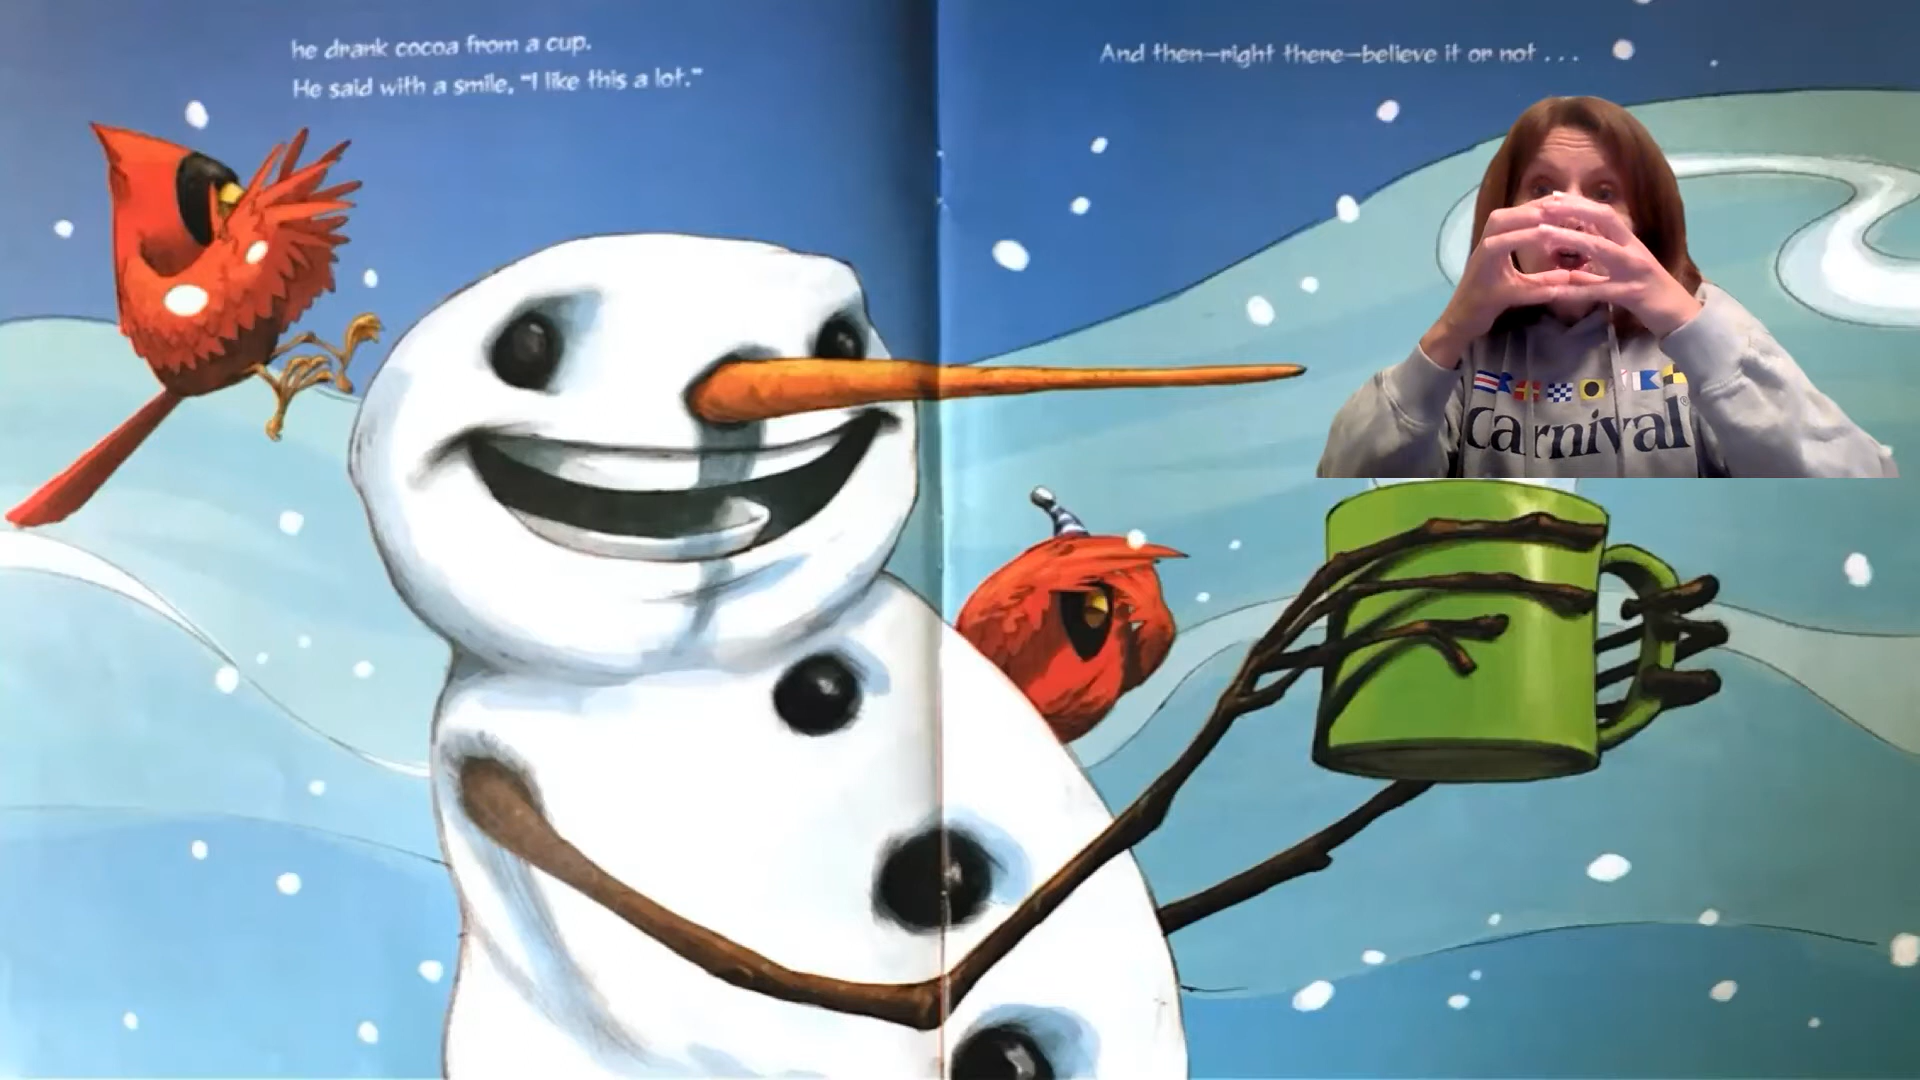 he drank cocoa from a cup.
He said with a smile, "I like this a lot."
And then—right there—believe it or not . . .
Carnival®